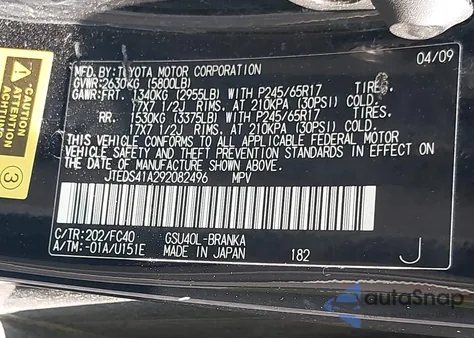 MFD. BY: TOYOTA MOTOR CORPORATION 04/09
GVWR: 2630KG (5800LB)
GAWR: FRT. 1340KG (2955LB) WITH P245/65R17 TIRES
17X7 1/2J RIMS. AT 210KPA (30PSI) COLD.
RR. 1530KG (3375LB) WITH P245/65R17 TIRES
17X7 1/2J RIMS. AT 210KPA (30PSI) COLD.
THIS VEHICLE CONFORMS TO ALL APPLICABLE FEDERAL MOTOR
VEHICLE SAFETY STANDARDS IN EFFECT ON THE
DATE OF MANUFACTURE SHOWN ABOVE.
JTEDS41A292082496 MPV
C/TR: 202/FC40 GSU40L-BRANKA
A/TM: -01A/U151E MADE IN JAPAN 182 J
CAUTION
ATTENTION
ACHTUNG
3
autoSnap